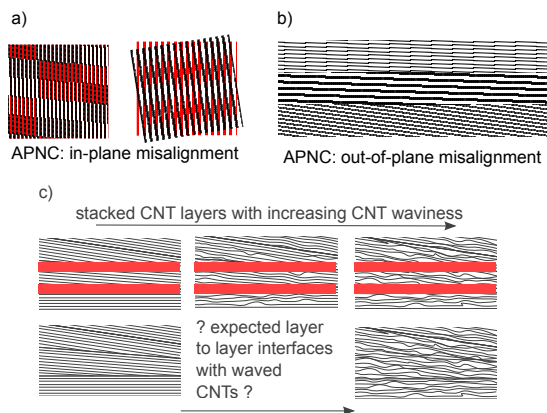 a)
b)
APNC: in-plane misalignment
APNC: out-of-plane misalignment
c)
stacked CNT layers with increasing CNT waviness
? expected layer
to layer interfaces
with waved
CNTs ?